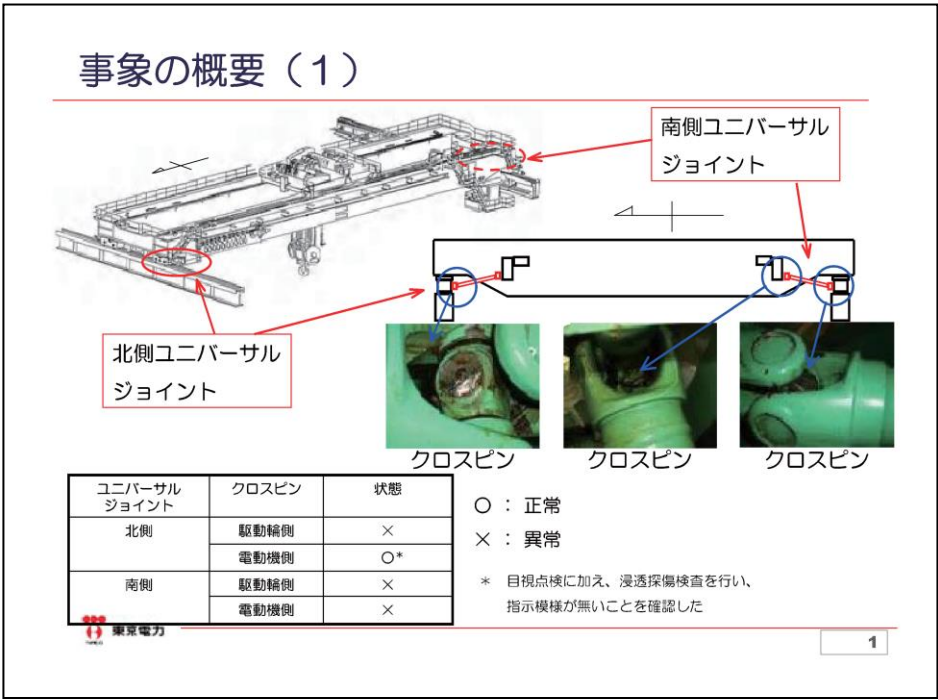 事象の概要（１）
南側ユニバーサル
ジョイント
北側ユニバーサル
ジョイント
クロスピン
クロスピン
クロスピン
ユニバーサル
ジョイント
クロスピン
状態
北側
駆動輪側
×
電動機側
○*
南側
駆動輪側
×
電動機側
×
○ ： 正常
× ： 異常
* 目視点検に加え、浸透探傷検査を行い、
指示模様が無いことを確認した
東京電力
TEPCO
1